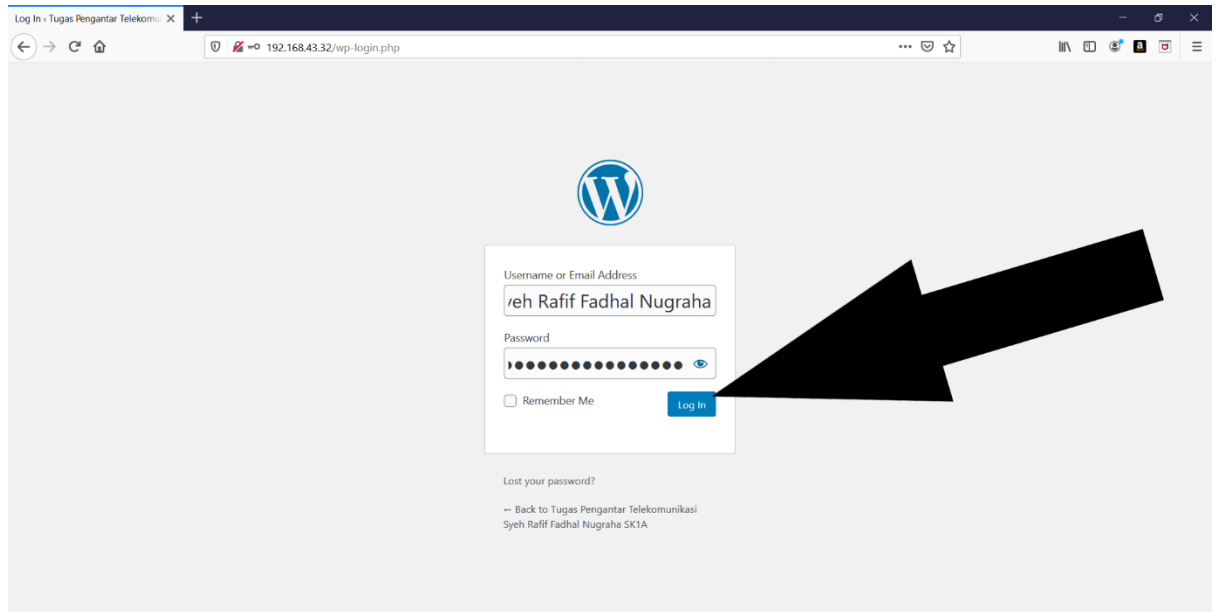 Log In ‹ Tugas Pengantar Telekomu
192.168.43.32/wp-login.php
Username or Email Address
yeh Rafif Fadhal Nugraha
Password
Remember Me
Log In
Lost your password?
← Back to Tugas Pengantar Telekomunikasi
Syeh Rafif Fadhal Nugraha SK1A